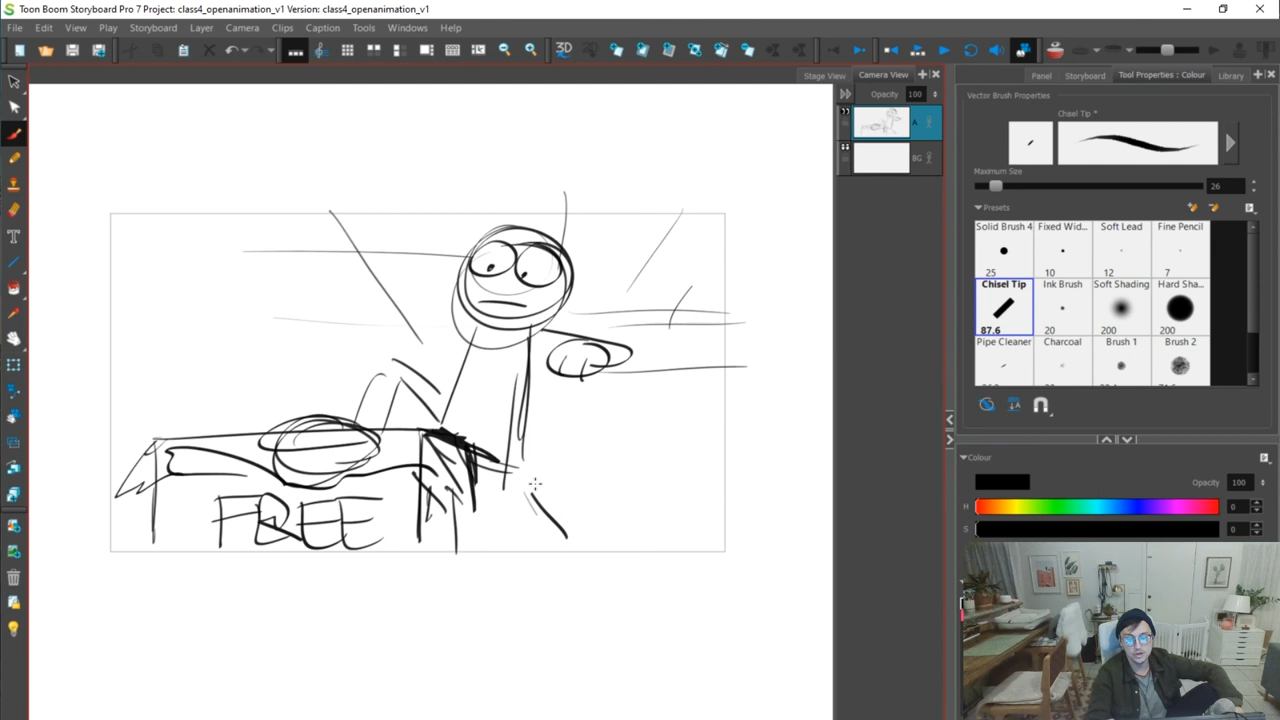 Toon Boom Storyboard Pro 7 Project: class4_openanimation_v1 Version: class4_openanimation_v1
File Edit View Play Storyboard Layer Camera Clips Caption Tools Windows Help
3D
Stage View Camera View
Opacity 100
A
BG
Panel Storyboard Tool Properties : Colour Library
Vector Brush Properties
Chisel Tip *
Maximum Size
26
Presets
Solid Brush 4 Fixed Wid... Soft Lead Fine Pencil
25 10 12 7
Chisel Tip Ink Brush Soft Shading Hard Sha...
87.6 20 200 200
Pipe Cleaner Charcoal Brush 1 Brush 2
Colour
Opacity 100
H 0
S 0
FREE